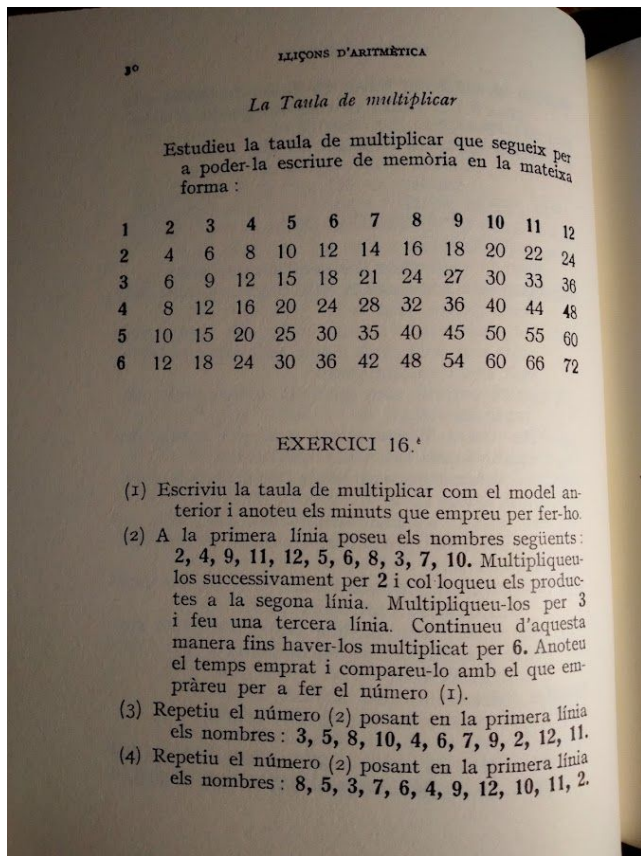 30
LLIÇONS D'ARITMÈTICA
La Taula de multiplicar
Estudieu la taula de multiplicar que segueix per
a poder-la escriure de memòria en la mateixa
forma :
1 2 3 4 5 6 7 8 9 10 11 12
2 4 6 8 10 12 14 16 18 20 22 24
3 6 9 12 15 18 21 24 27 30 33 36
4 8 12 16 20 24 28 32 36 40 44 48
5 10 15 20 25 30 35 40 45 50 55 60
6 12 18 24 30 36 42 48 54 60 66 72
EXERCICI 16.è
(1) Escriviu la taula de multiplicar com el model an-
terior i anoteu els minuts que empreu per fer-ho.
(2) A la primera línia poseu els nombres següents:
2, 4, 9, 11, 12, 5, 6, 8, 3, 7, 10. Multipliqueu-
los successivament per 2 i col·loqueu els produc-
tes a la segona línia. Multipliqueu-los per 3
i feu una tercera línia. Continueu d'aquesta
manera fins haver-los multiplicat per 6. Anoteu
el temps emprat i compareu-lo amb el que em-
pràreu per a fer el número (1).
(3) Repetiu el número (2) posant en la primera línia
els nombres : 3, 5, 8, 10, 4, 6, 7, 9, 2, 12, 11.
(4) Repetiu el número (2) posant en la primera línia
els nombres : 8, 5, 3, 7, 6, 4, 9, 12, 10, 11, 2.